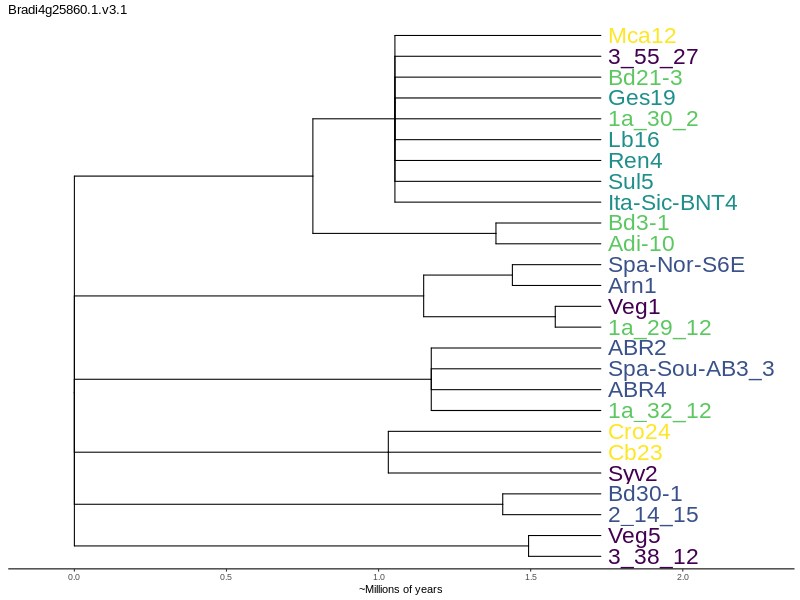 Bradi4g25860.1.v3.1
Mca12
3_55_27
Bd21-3
Ges19
1a_30_2
Lb16
Ren4
Sul5
Ita-Sic-BNT4
Bd3-1
Adi-10
Spa-Nor-S6E
Arn1
Veg1
1a_29_12
ABR2
Spa-Sou-AB3_3
ABR4
1a_32_12
Cro24
Cb23
Syv2
Bd30-1
2_14_15
Veg5
3_38_12
0.0 0.5 1.0 1.5 2.0
~Millions of years